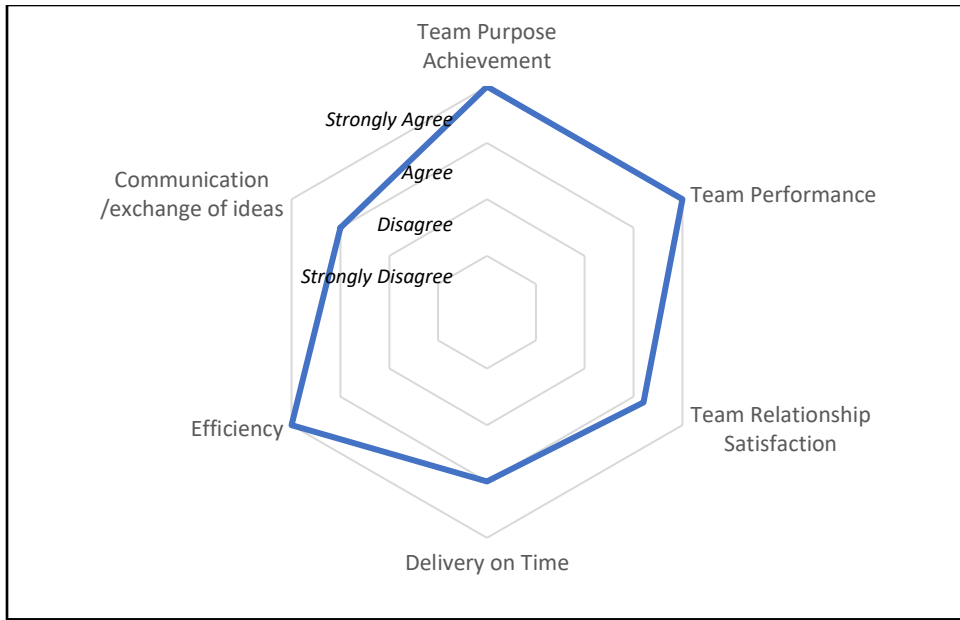 Team Purpose
Achievement
Strongly Agree
Agree
Communication
/exchange of ideas
Team Performance
Disagree
Strongly Disagree
Team Relationship
Satisfaction
Efficiency
Delivery on Time